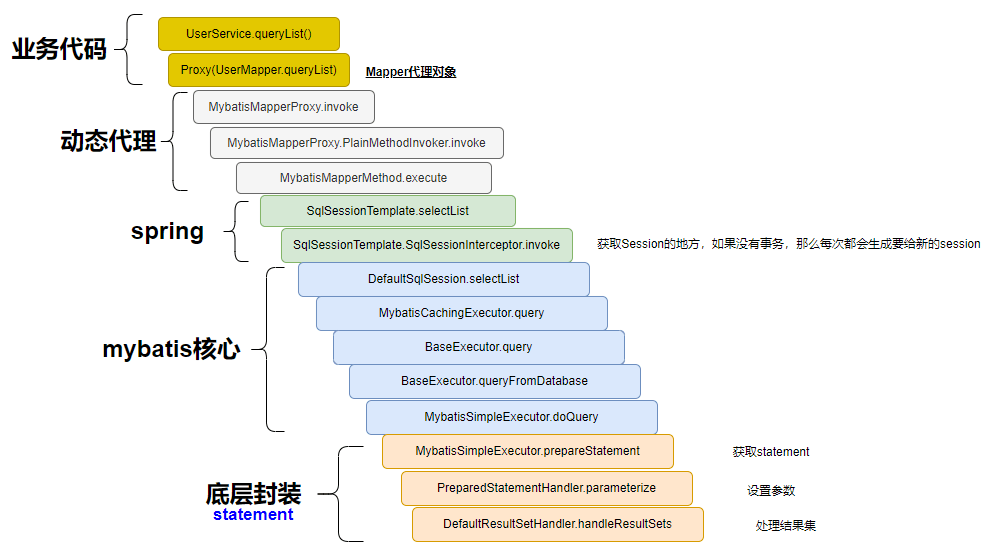 业务代码
UserService.queryList()
Proxy(UserMapper.queryList)
Mapper代理对象
动态代理
MybatisMapperProxy.invoke
MybatisMapperProxy.PlainMethodInvoker.invoke
MybatisMapperMethod.execute
spring
SqlSessionTemplate.selectList
SqlSessionTemplate.SqlSessionInterceptor.invoke
获取Session的地方，如果没有事务，那么每次都会生成要给新的session
mybatis核心
DefaultSqlSession.selectList
MybatisCachingExecutor.query
BaseExecutor.query
BaseExecutor.queryFromDatabase
MybatisSimpleExecutor.doQuery
底层封装
statement
MybatisSimpleExecutor.prepareStatement
获取statement
PreparedStatementHandler.parameterize
设置参数
DefaultResultSetHandler.handleResultSets
处理结果集